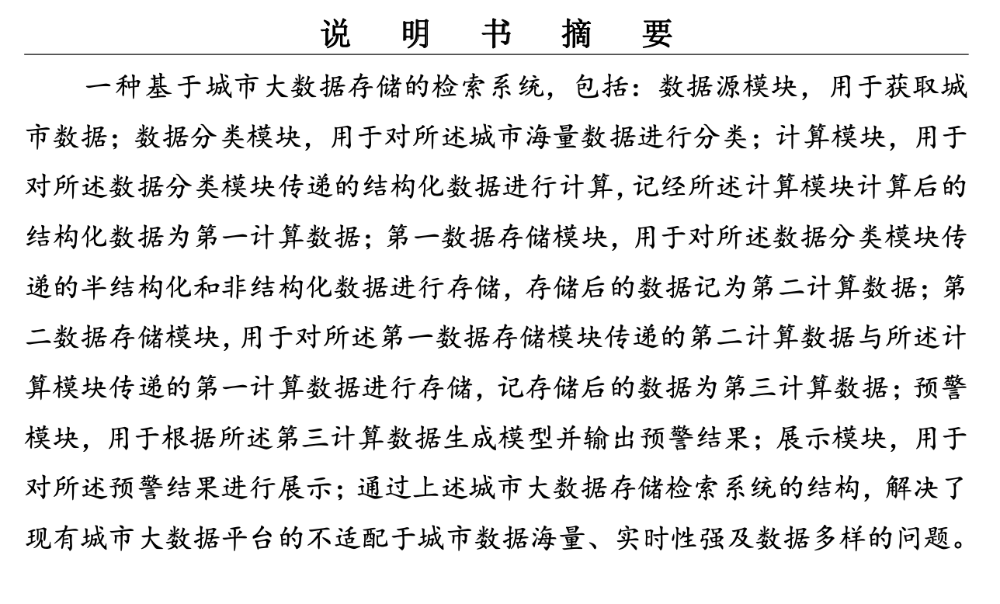 说 明 书 摘 要
一种基于城市大数据存储的检索系统，包括：数据源模块，用于获取城
市数据；数据分类模块，用于对所述城市海量数据进行分类；计算模块，用于
对所述数据分类模块传递的结构化数据进行计算，记经所述计算模块计算后的
结构化数据为第一计算数据；第一数据存储模块，用于对所述数据分类模块传
递的半结构化和非结构化数据进行存储，存储后的数据记为第二计算数据；第
二数据存储模块，用于对所述第一数据存储模块传递的第二计算数据与所述计
算模块传递的第一计算数据进行存储，记存储后的数据为第三计算数据；预警
模块，用于根据所述第三计算数据生成模型并输出预警结果；展示模块，用于
对所述预警结果进行展示；通过上述城市大数据存储检索系统的结构，解决了
现有城市大数据平台的不适配于城市数据海量、实时性强及数据多样的问题。